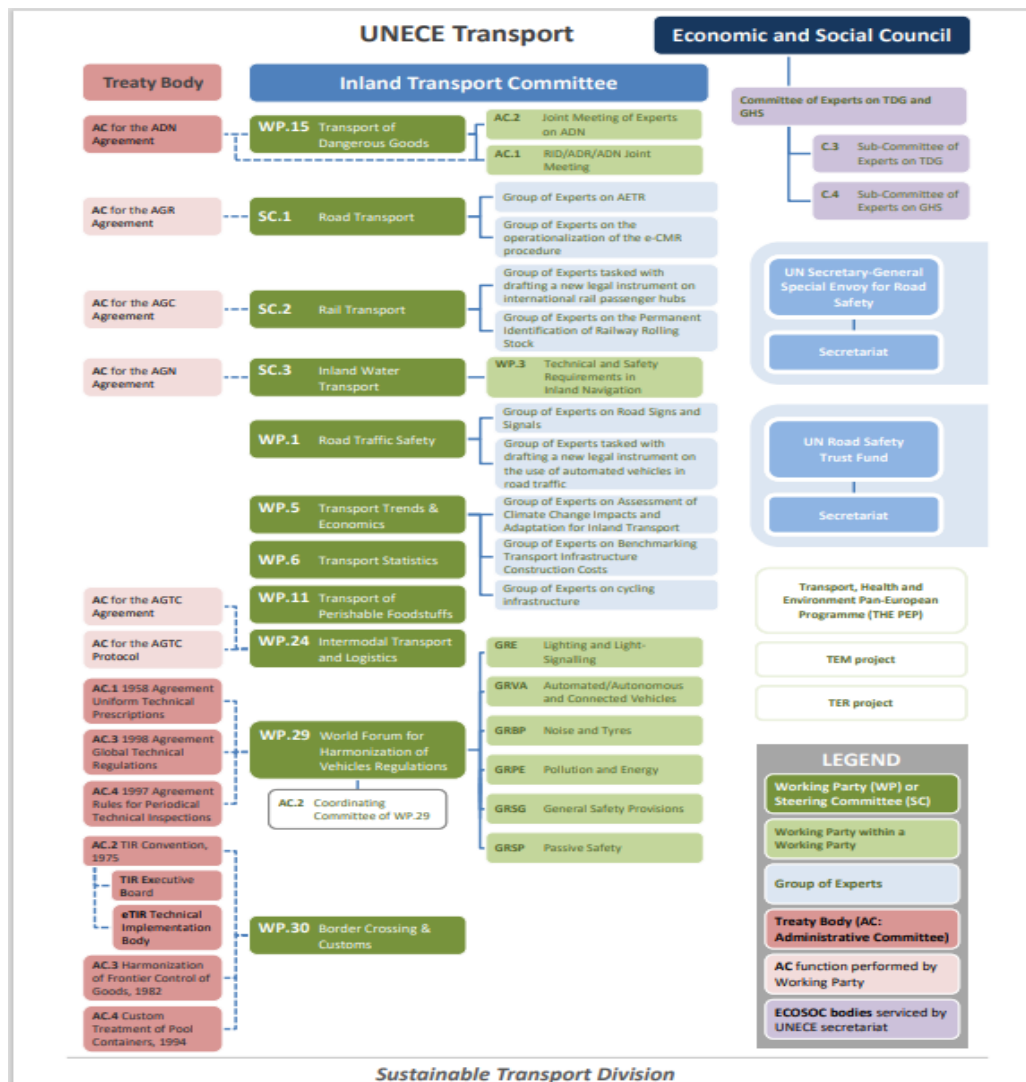 UNECE Transport
Economic and Social Council
Treaty Body
Inland Transport Committee
Committee of Experts on TDG and
GHS
C.3 Sub-Committee of
Experts on TDG
C.4 Sub-Committee of
Experts on GHS
AC for the ADN
Agreement
WP.15 Transport of
Dangerous Goods
AC.2 Joint Meeting of Experts
on ADN
AC.1 RID/ADR/ADN Joint
Meeting
AC for the AGR
Agreement
SC.1 Road Transport
Group of Experts on AETR
Group of Experts on the
operationalization of the e-CMR
procedure
AC for the AGC
Agreement
SC.2 Rail Transport
Group of Experts tasked with
drafting a new legal instrument on
international rail passenger hubs
Group of Experts on the Permanent
Identification of Railway Rolling
Stock
AC for the AGN
Agreement
SC.3 Inland Water
Transport
WP.3 Technical and Safety
Requirements in
Inland Navigation
WP.1 Road Traffic Safety
Group of Experts on Road Signs and
Signals
Group of Experts tasked with
drafting a new legal instrument on
the use of automated vehicles in
road traffic
WP.5 Transport Trends &
Economics
Group of Experts on Assessment of
Climate Change Impacts and
Adaptation for Inland Transport
Group of Experts on Benchmarking
Transport Infrastructure
Construction Costs
Group of Experts on cycling
infrastructure
WP.6 Transport Statistics
WP.11 Transport of
Perishable Foodstuffs
AC for the AGTC
Agreement
AC for the AGTC
Protocol
WP.24 Intermodal Transport
and Logistics
AC.1 1958 Agreement
Uniform Technical
Prescriptions
AC.3 1998 Agreement
Global Technical
Regulations
AC.4 1997 Agreement
Rules for Periodical
Technical Inspections
WP.29 World Forum for
Harmonization of
Vehicles Regulations
AC.2 Coordinating
Committee of WP.29
GRE Lighting and Light-
Signalling
GRVA Automated/Autonomous
and Connected Vehicles
GRBP Noise and Tyres
GRPE Pollution and Energy
GRSG General Safety Provisions
GRSP Passive Safety
AC.2 TIR Convention,
1975
TIR Executive
Board
eTIR Technical
Implementation
Body
AC.3 Harmonization
of Frontier Control of
Goods, 1982
AC.4 Custom
Treatment of Pool
Containers, 1994
WP.30 Border Crossing &
Customs
UN Secretary-General
Special Envoy for Road
Safety
Secretariat
UN Road Safety
Trust Fund
Secretariat
Transport, Health and
Environment Pan-European
Programme (THE PEP)
TEM project
TER project
LEGEND
Working Party (WP) or
Steering Committee (SC)
Working Party within a
Working Party
Group of Experts
Treaty Body (AC:
Administrative Committee)
AC function performed by
Working Party
ECOSOC bodies serviced by
UNECE secretariat
Sustainable Transport Division